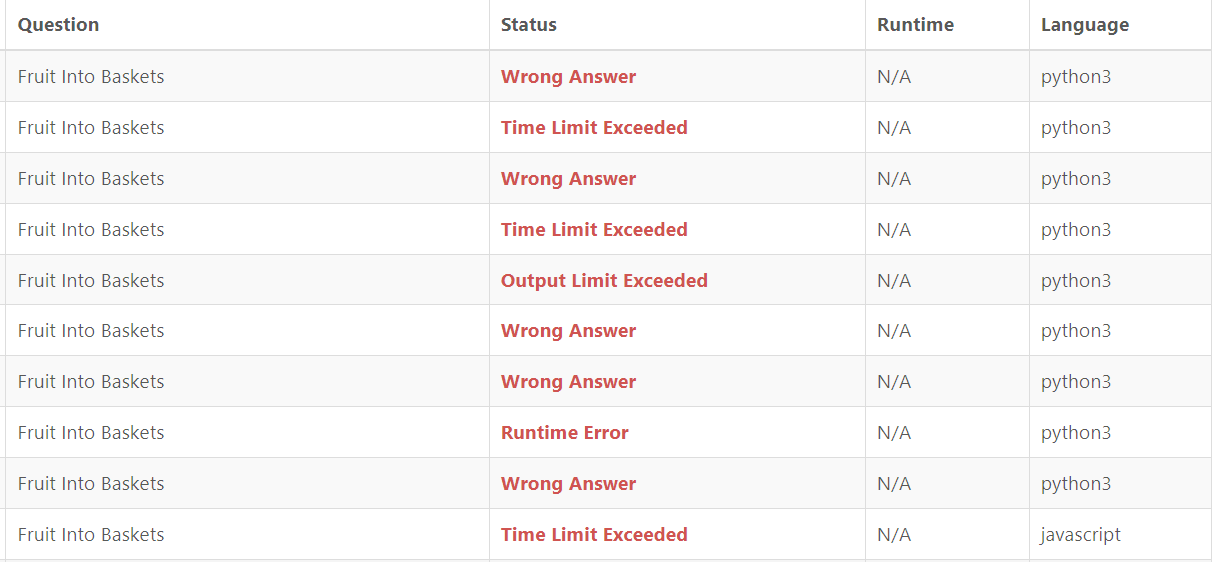 Question Status Runtime Language
Fruit Into Baskets Wrong Answer N/A python3
Fruit Into Baskets Time Limit Exceeded N/A python3
Fruit Into Baskets Wrong Answer N/A python3
Fruit Into Baskets Time Limit Exceeded N/A python3
Fruit Into Baskets Output Limit Exceeded N/A python3
Fruit Into Baskets Wrong Answer N/A python3
Fruit Into Baskets Wrong Answer N/A python3
Fruit Into Baskets Runtime Error N/A python3
Fruit Into Baskets Wrong Answer N/A python3
Fruit Into Baskets Time Limit Exceeded N/A javascript